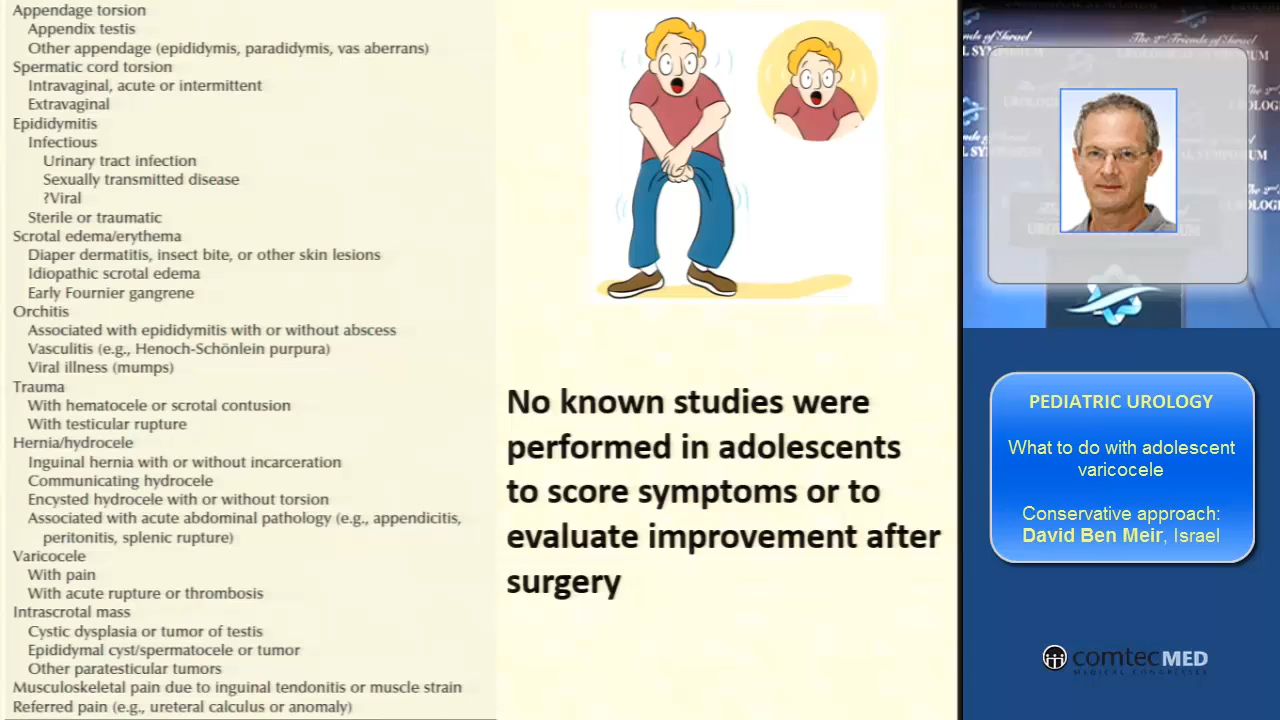 Appendage torsion
Appendix testis
Other appendage (epididymis, paradidymis, vas aberrans)
Spermatic cord torsion
Intravaginal, acute or intermittent
Extravaginal
Epididymitis
Infectious
Urinary tract infection
Sexually transmitted disease
?Viral
Sterile or traumatic
Scrotal edema/erythema
Diaper dermatitis, insect bite, or other skin lesions
Idiopathic scrotal edema
Early Fournier gangrene
Orchitis
Associated with epididymitis with or without abscess
Vasculitis (e.g., Henoch-Schönlein purpura)
Viral illness (mumps)
Trauma
With hematocele or scrotal contusion
With testicular rupture
Hernia/hydrocele
Inguinal hernia with or without incarceration
Communicating hydrocele
Encysted hydrocele with or without torsion
Associated with acute abdominal pathology (e.g., appendicitis,
peritonitis, splenic rupture)
Varicocele
With pain
With acute rupture or thrombosis
Intrascrotal mass
Cystic dysplasia or tumor of testis
Epididymal cyst/spermatocele or tumor
Other paratesticular tumors
Musculoskeletal pain due to inguinal tendonitis or muscle strain
Referred pain (e.g., ureteral calculus or anomaly)
No known studies were
performed in adolescents
to score symptoms or to
evaluate improvement after
surgery
The 2nd Friends of Israel
PEDIATRIC UROLOGY
What to do with adolescent
varicocele
Conservative approach:
David Ben Meir, Israel
comtecMED
MEDICAL CONGRESSES